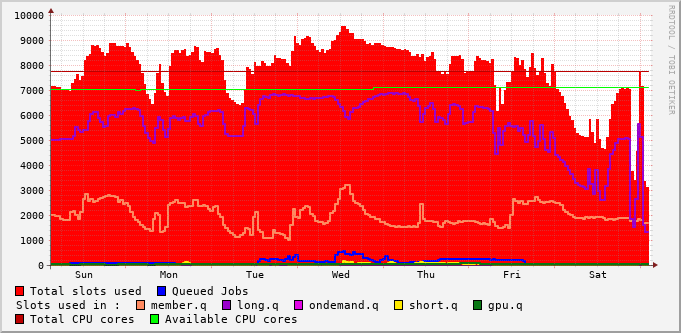 10000
9000
8000
7000
6000
5000
4000
3000
2000
1000
0
Sun Mon Tue Wed Thu Fri Sat
RRDTOOL / TOBI OETIKER
Total slots used Queued Jobs
Slots used in : member.q long.q ondemand.q short.q gpu.q
Total CPU cores Available CPU cores